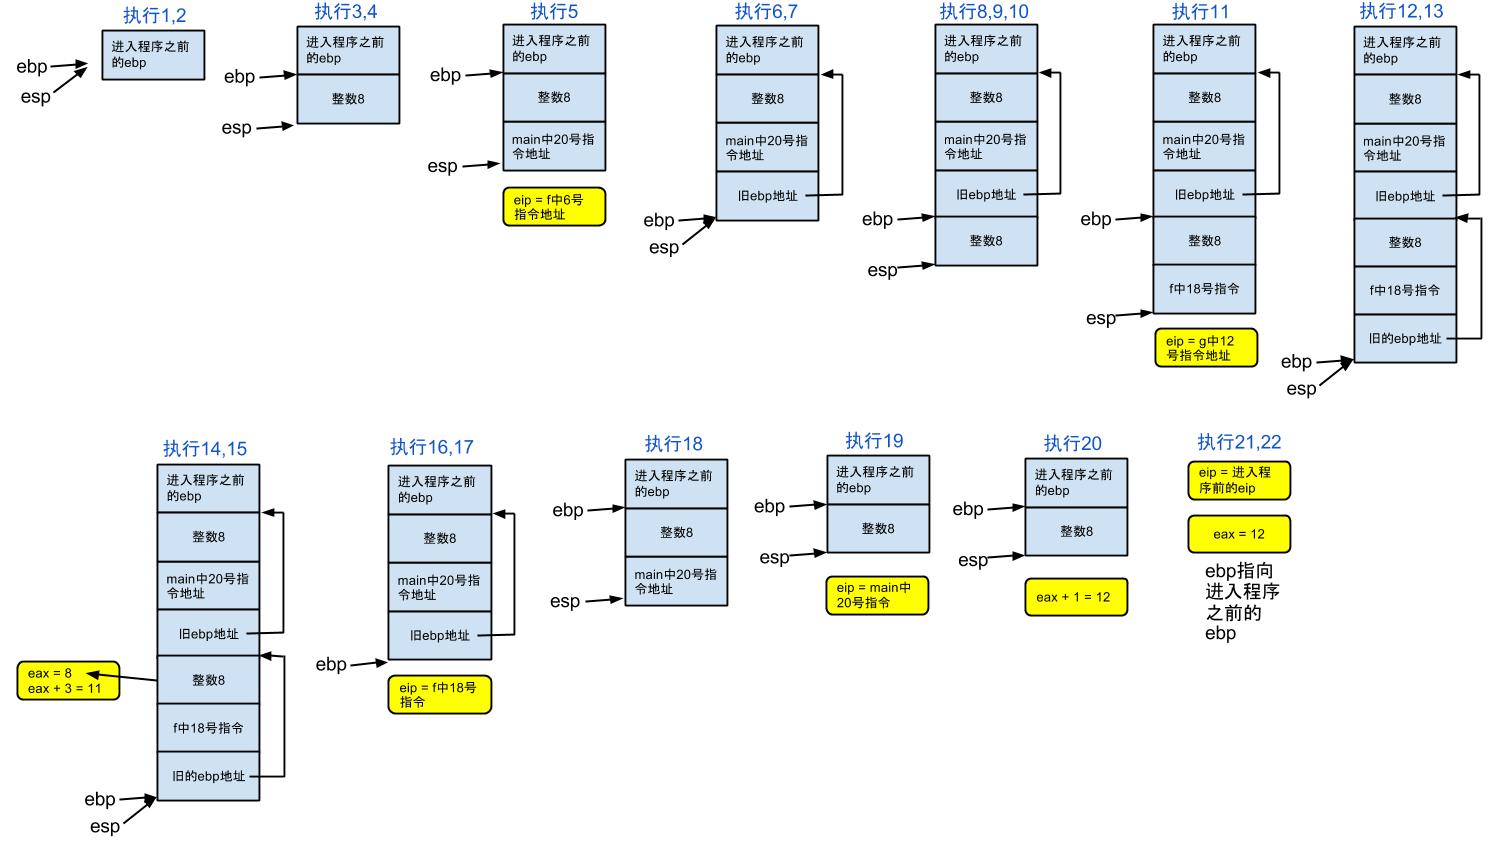 执行1,2
进入程序之前
的ebp
ebp
esp
执行3,4
进入程序之前
的ebp
整数8
ebp
esp
执行5
进入程序之前
的ebp
整数8
main中20号指
令地址
ebp
esp
eip = f中6号
指令地址
执行6,7
进入程序之前
的ebp
整数8
main中20号指
令地址
旧ebp地址
ebp
esp
执行8,9,10
进入程序之前
的ebp
整数8
main中20号指
令地址
旧ebp地址
整数8
ebp
esp
执行11
进入程序之前
的ebp
整数8
main中20号指
令地址
旧ebp地址
整数8
f中18号指令
ebp
esp
eip = g中12
号指令地址
执行12,13
进入程序之前
的ebp
整数8
main中20号指
令地址
旧ebp地址
整数8
f中18号指令
旧的ebp地址
ebp
esp
执行14,15
进入程序之前
的ebp
整数8
main中20号指
令地址
旧ebp地址
整数8
f中18号指令
旧的ebp地址
eax = 8
eax + 3 = 11
ebp
esp
执行16,17
进入程序之前
的ebp
整数8
main中20号指
令地址
旧ebp地址
ebp
eip = f中18号
指令
执行18
进入程序之前
的ebp
整数8
main中20号指
令地址
ebp
esp
执行19
进入程序之前
的ebp
整数8
ebp
esp
eip = main中
20号指令
执行20
进入程序之前
的ebp
整数8
ebp
esp
eax + 1 = 12
执行21,22
eip = 进入程
序前的eip
eax = 12
ebp指向
进入程序
之前的
ebp